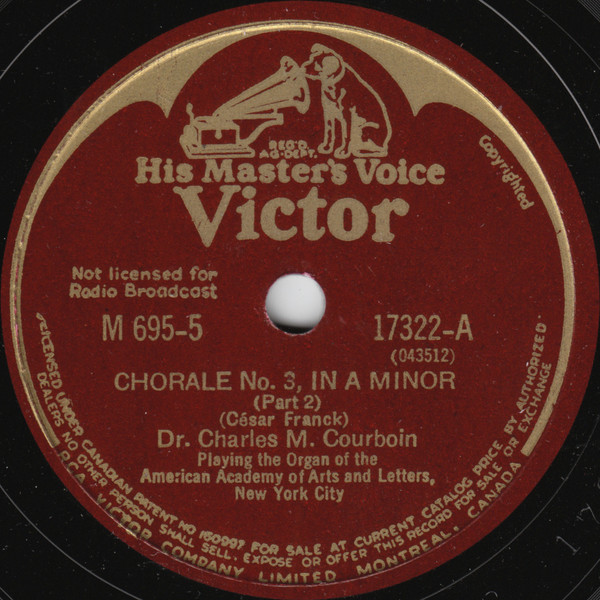 REG'D.
AG-DEPT.
His Master's Voice
Victor
Copyrighted
Not licensed for
Radio Broadcast
M 695-5
17322-A
(043512)
CHORALE No. 3, IN A MINOR
(Part 2)
(César Franck)
Dr. Charles M. Courboin
Playing the Organ of the
American Academy of Arts and Letters,
New York City
LICENSED UNDER CANADIAN PATENT NO 160997 FOR SALE AT CURRENT CATALOG PRICE BY AUTHORIZED
DEALERS NO OTHER PERSON SHALL SELL. EXPOSE OR OFFER THIS RECORD FOR SALE OR EXCHANGE
RCA VICTOR COMPANY LIMITED MONTREAL, CANADA